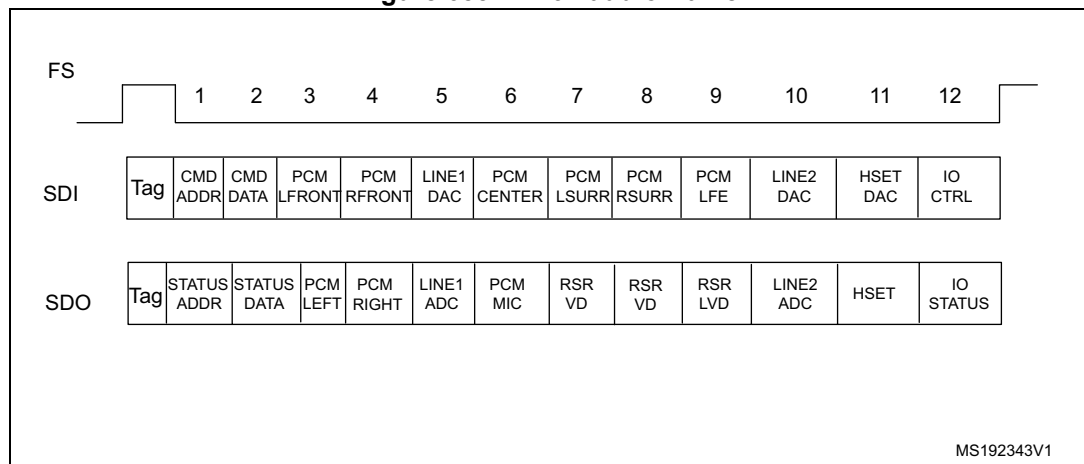 FS
1 2 3 4 5 6 7 8 9 10 11 12
SDI
Tag CMD CMD PCM PCM LINE1 PCM PCM PCM PCM LINE2 HSET IO
ADDR DATA LFRONT RFRONT DAC CENTER LSURR RSURR LFE DAC DAC CTRL
SDO
Tag STATUS STATUS PCM PCM LINE1 PCM RSR RSR RSR LINE2 HSET IO
ADDR DATA LEFT RIGHT ADC MIC VD VD LVD ADC STATUS
MS192343V1